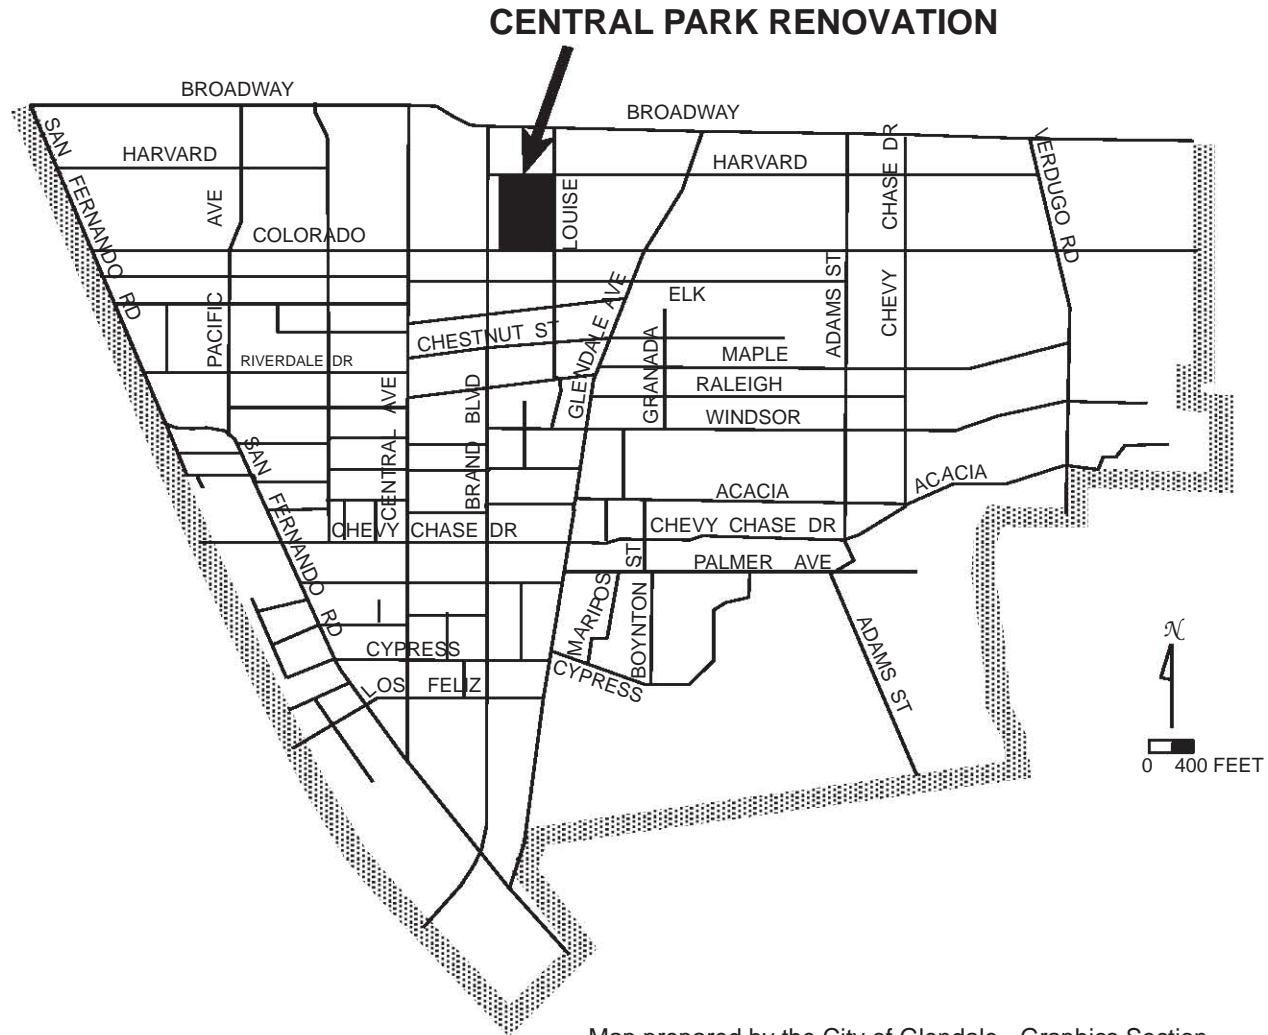 CENTRAL PARK RENOVATION
BROADWAY
BROADWAY
SAN FERNANDO RD
HARVARD
HARVARD
CHASE DR
VERDUGO RD
AVE
LOUISE
COLORADO
ELK
ADAMS ST
CHEVY
PACIFIC
CHESTNUT ST
GLENDALE AVE
RIVERDALE DR
MAPLE
GRANADA
RALEIGH
CENTRAL AVE
BRAND BLVD
WINDSOR
SAN FERNANDO RD
ACACIA
ACACIA
CHEVY CHASE DR
CHEVY CHASE DR
PALMER AVE
MARIPOS
BOYNTON ST
CYPRESS
CYPRESS
ADAMS ST
LOS FELIZ
N
0 400 FEET
Map prepared by the City of Glendale - Graphics Section